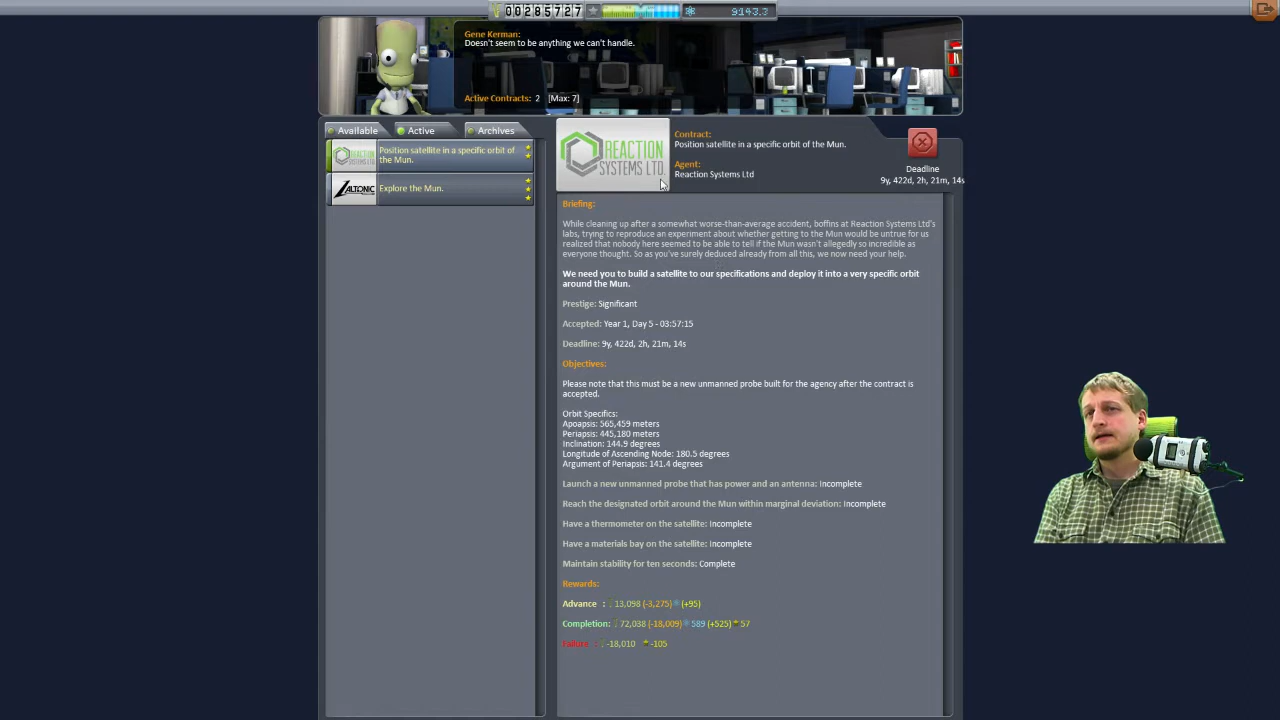 00285727
9143.3
Gene Kerman:
Doesn't seem to be anything we can't handle.
Active Contracts: 2 [Max: 7]
Available
Active
Archives
Position satellite in a specific orbit of
the Mun.
Explore the Mun.
ALTONIC
REACTION
SYSTEMS LTD.
Contract:
Position satellite in a specific orbit of the Mun.
Agent:
Reaction Systems Ltd
Deadline
9y, 422d, 2h, 21m, 14s
Briefing:
While cleaning up after a somewhat worse-than-average accident, boffins at Reaction Systems Ltd's
labs, trying to reproduce an experiment about whether getting to the Mun would be untrue for us
realized that nobody here seemed to be able to tell if the Mun wasn't allegedly so incredible as
everyone thought. So as you've surely deduced already from all this, we now need your help.
We need you to build a satellite to our specifications and deploy it into a very specific orbit
around the Mun.
Prestige: Significant
Accepted: Year 1, Day 5 - 03:57:15
Deadline: 9y, 422d, 2h, 21m, 14s
Objectives:
Please note that this must be a new unmanned probe built for the agency after the contract is
accepted.
Orbit Specifics:
Apoapsis: 565,459 meters
Periapsis: 445,180 meters
Inclination: 144.9 degrees
Longitude of Ascending Node: 180.5 degrees
Argument of Periapsis: 141.4 degrees
Launch a new unmanned probe that has power and an antenna: Incomplete
Reach the designated orbit around the Mun within marginal deviation: Incomplete
Have a thermometer on the satellite: Incomplete
Have a materials bay on the satellite: Incomplete
Maintain stability for ten seconds: Complete
Rewards:
Advance : 13,098 (-3,275) (+95)
Completion: 72,038 (-18,009) 589 (+525) 57
Failure : -18,010 -105